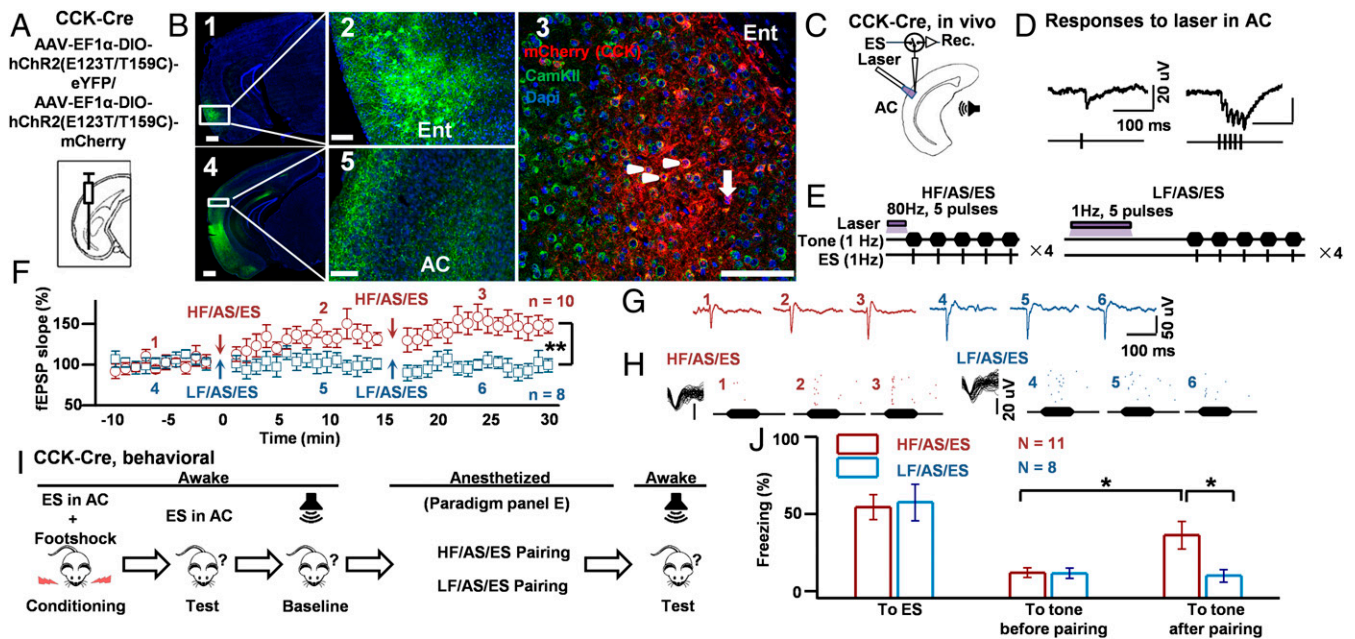 A
CCK-Cre
AAV-EF1α-DIO-
hChR2(E123T/T159C)-
eYFP/
AAV-EF1α-DIO-
hChR2(E123T/T159C)-
mCherry
B
1
2
Ent
3
mCherry (CCK)
CamKII
Dapi
Ent
4
5
AC
C
CCK-Cre, in vivo
ES
Rec.
Laser
AC
D
Responses to laser in AC
20 uV
100 ms
E
HF/AS/ES
80Hz, 5 pulses
Laser
Tone (1 Hz)
ES (1Hz)
×4
LF/AS/ES
1Hz, 5 pulses
×4
F
fEPSP slope (%)
150
100
50
HF/AS/ES
HF/AS/ES
1
2
3
n = 10
**
4
LF/AS/ES
5
LF/AS/ES
6
n = 8
-10 -5 0 5 10 15 20 25 30
Time (min)
G
1 2 3 4 5 6
50 uV
100 ms
H
HF/AS/ES
1 2 3
LF/AS/ES
20 uV
4 5 6
I
CCK-Cre, behavioral
Awake
Anesthetized
Awake
ES in AC
+
Footshock
ES in AC
(Paradigm panel E)
HF/AS/ES Pairing
LF/AS/ES Pairing
? ? ?
Conditioning
Test
Baseline
Test
J
Freezing (%)
100
50
0
HF/AS/ES
N = 11
LF/AS/ES
N = 8
*
*
To ES
To tone
before pairing
To tone
after pairing